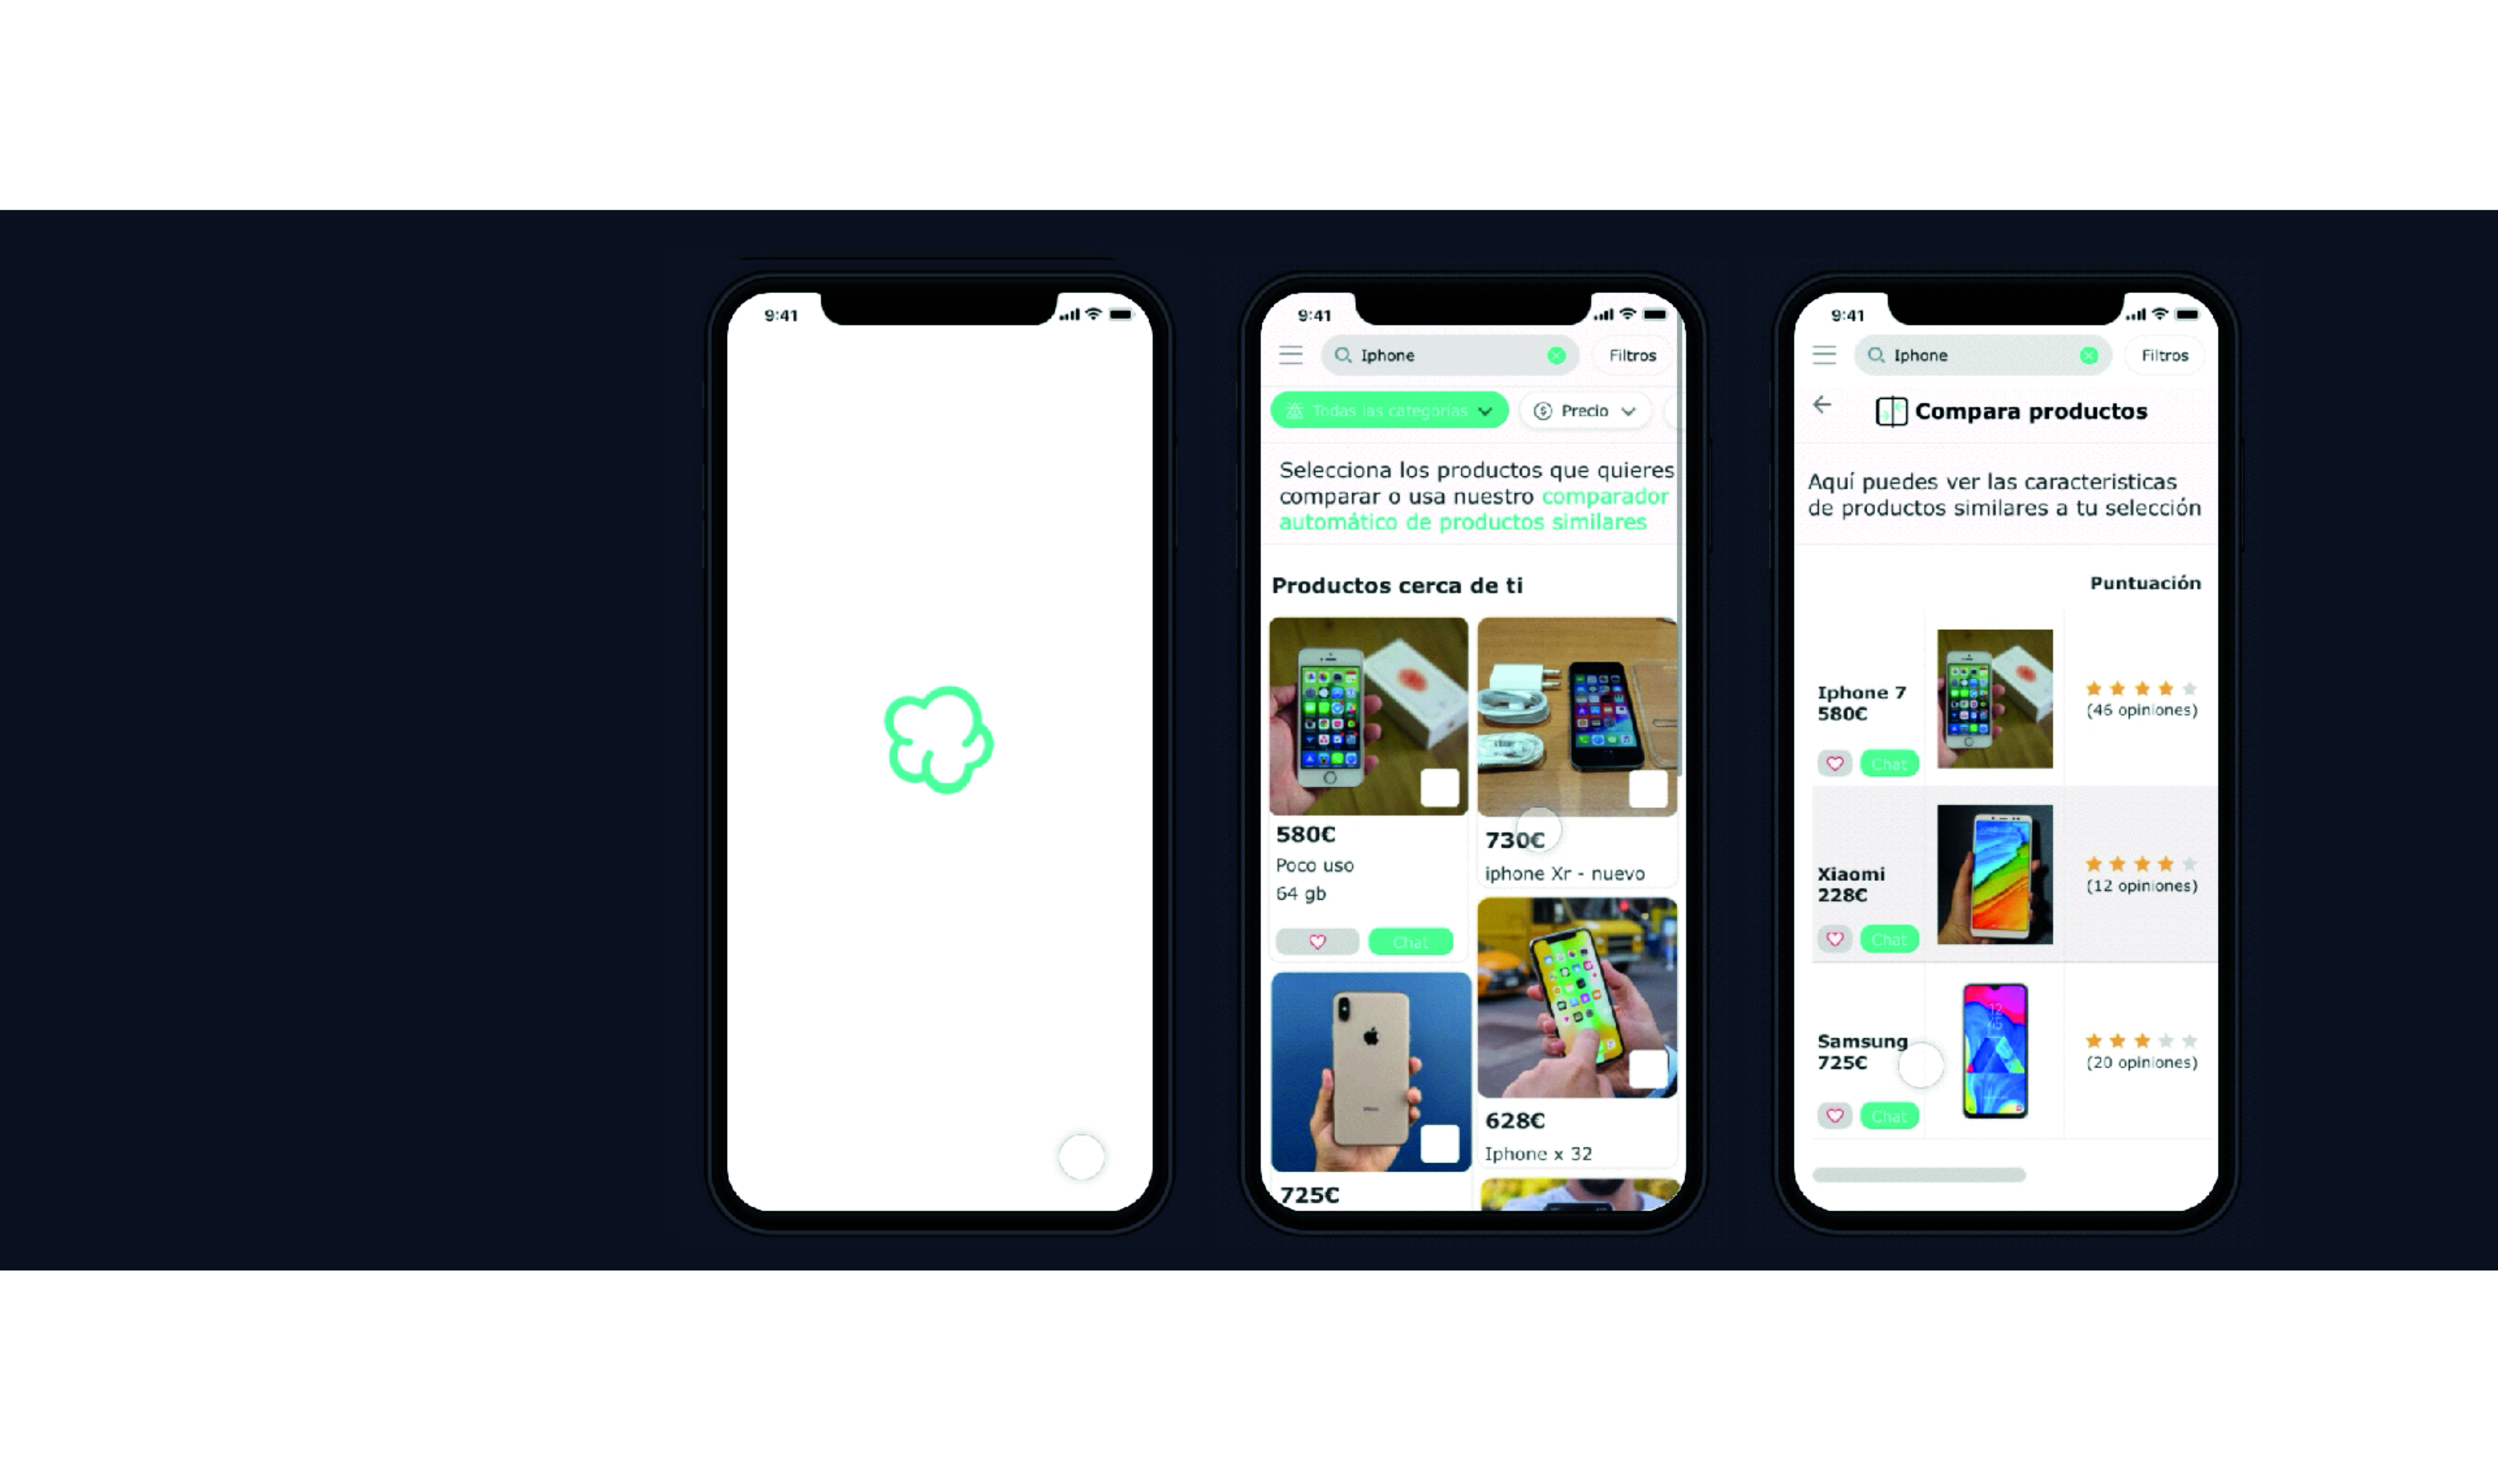 9:41
9:41
Iphone
Filtros
Todas las categorías
Precio
Selecciona los productos que quieres
comparar o usa nuestro comparador
automático de productos similares
Productos cerca de ti
580€
Poco uso
64 gb
Chat
730€
iphone Xr - nuevo
628€
Iphone x 32
725€
9:41
Iphone
Filtros
Compara productos
Aquí puedes ver las caracteristicas
de productos similares a tu selección
Puntuación
Iphone 7
580€
(46 opiniones)
Chat
Xiaomi
228€
(12 opiniones)
Chat
Samsung
725€
(20 opiniones)
Chat